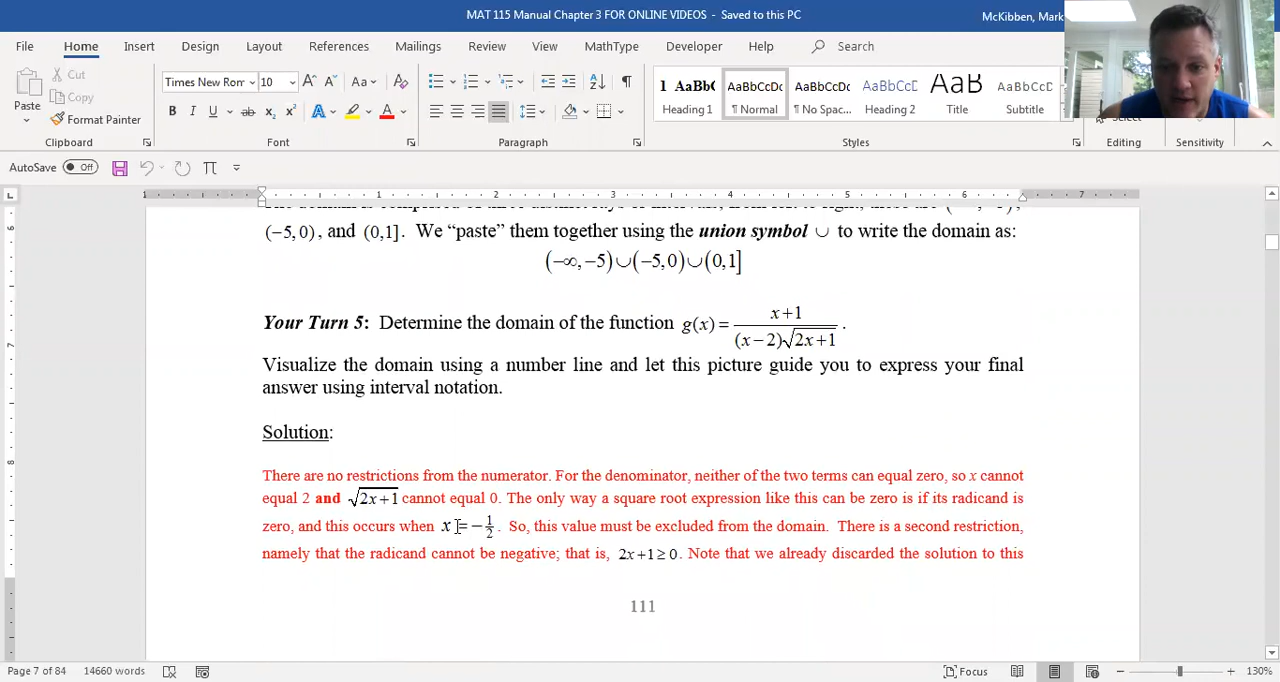 MAT 115 Manual Chapter 3 FOR ONLINE VIDEOS - Saved to this PC
McKibben, Mark
File Home Insert Design Layout References Mailings Review View MathType Developer Help Search
Paste
Cut
Copy
Format Painter
Times New Rom 10
1 AaBbC AaBbCcDc AaBbCcDc AaBbCcD AaB AaBbCcD
Heading 1 ¶ Normal ¶ No Spac... Heading 2 Title Subtitle
Select
Clipboard Font Paragraph Styles Editing Sensitivity
AutoSave Off
1 1 2 3 4 5 6 7
(−5,0), and (0,1]. We “paste” them together using the union symbol ∪ to write the domain as:
(−∞,−5)∪(−5,0)∪(0,1]
Your Turn 5: Determine the domain of the function g(x) = x+1 / (x−2)√2x+1 .
Visualize the domain using a number line and let this picture guide you to express your final
answer using interval notation.
Solution:
There are no restrictions from the numerator. For the denominator, neither of the two terms can equal zero, so x cannot
equal 2 and √2x+1 cannot equal 0. The only way a square root expression like this can be zero is if its radicand is
zero, and this occurs when x = −1/2. So, this value must be excluded from the domain. There is a second restriction,
namely that the radicand cannot be negative; that is, 2x+1≥0. Note that we already discarded the solution to this
111
Page 7 of 84 14660 words Focus 130%